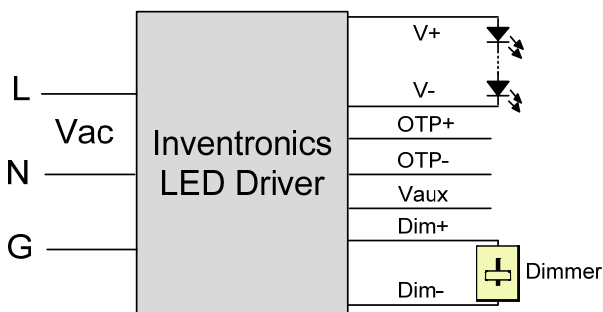 L
Vac
N
G
Inventronics
LED Driver
V+
V-
OTP+
OTP-
Vaux
Dim+
Dim-
Dimmer